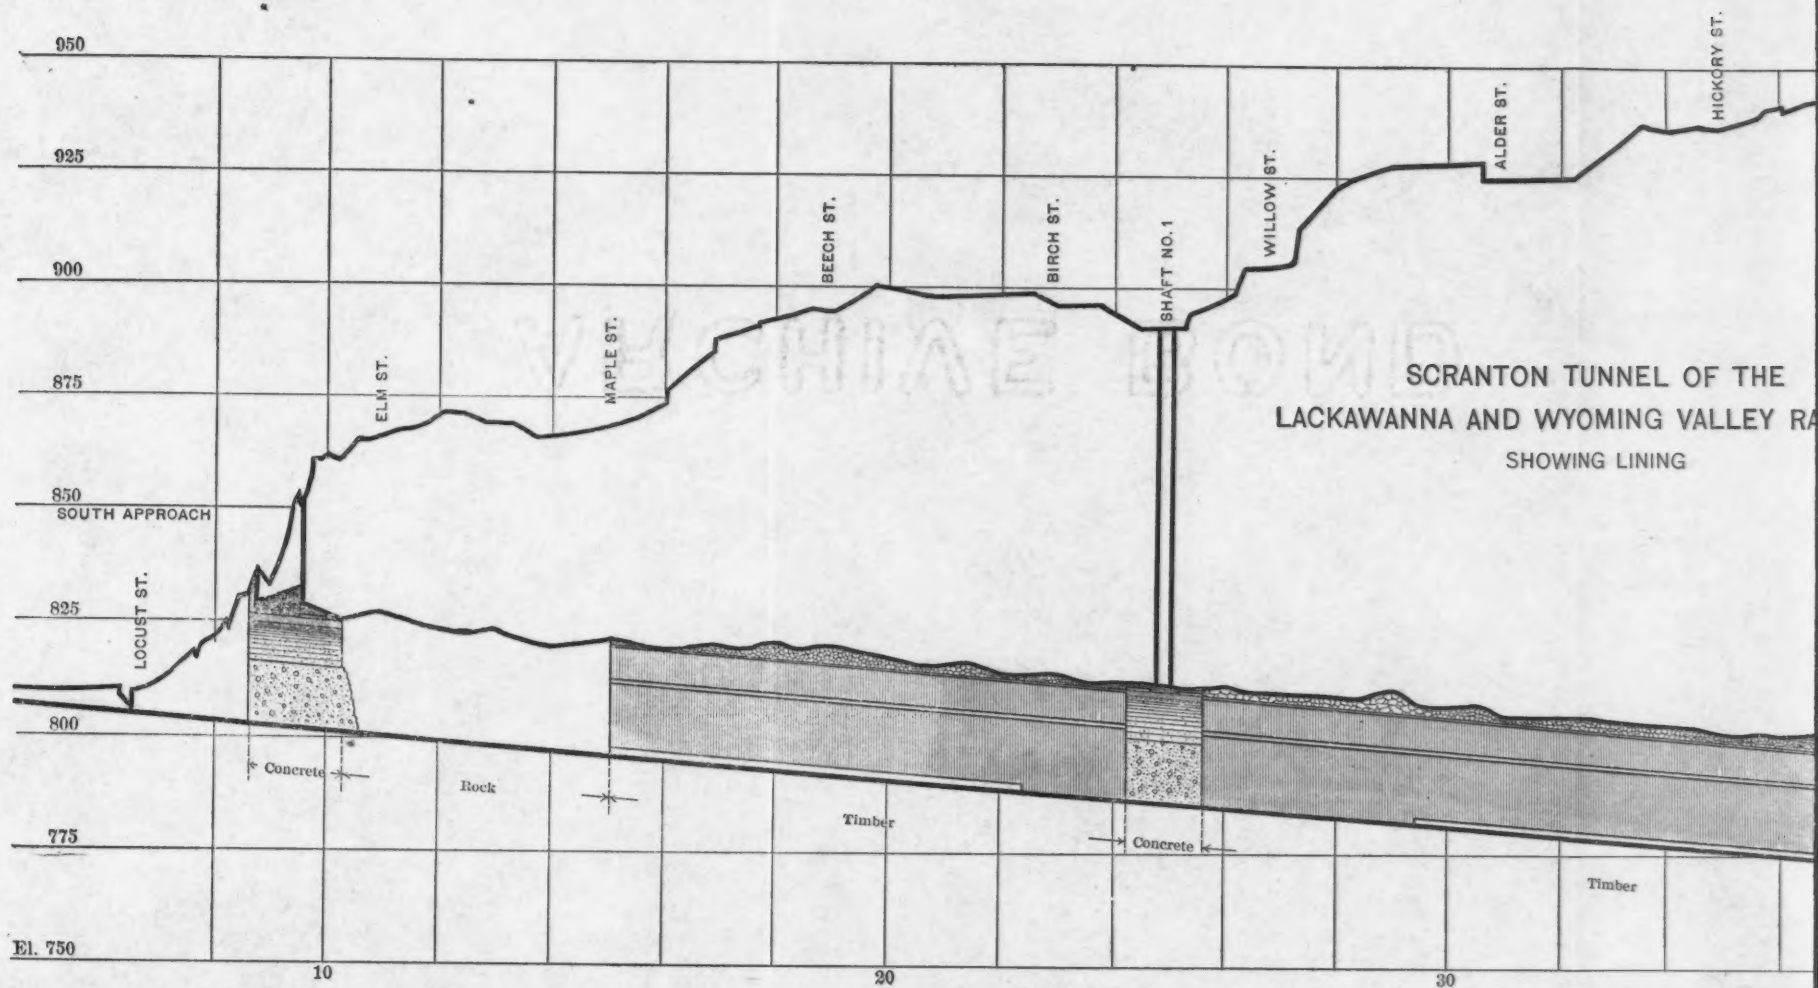 950
925
900
875
850
825
800
775
El. 750
SOUTH APPROACH
LOCUST ST.
ELM ST.
MAPLE ST.
BEECH ST.
BIRCH ST.
SHAFT NO. 1
WILLOW ST.
ALDER ST.
HICKORY ST.
ARCHIVE BOND
SCRANTON TUNNEL OF THE
LACKAWANNA AND WYOMING VALLEY RA
SHOWING LINING
Concrete
Rock
Timber
Concrete
Timber
10
20
30